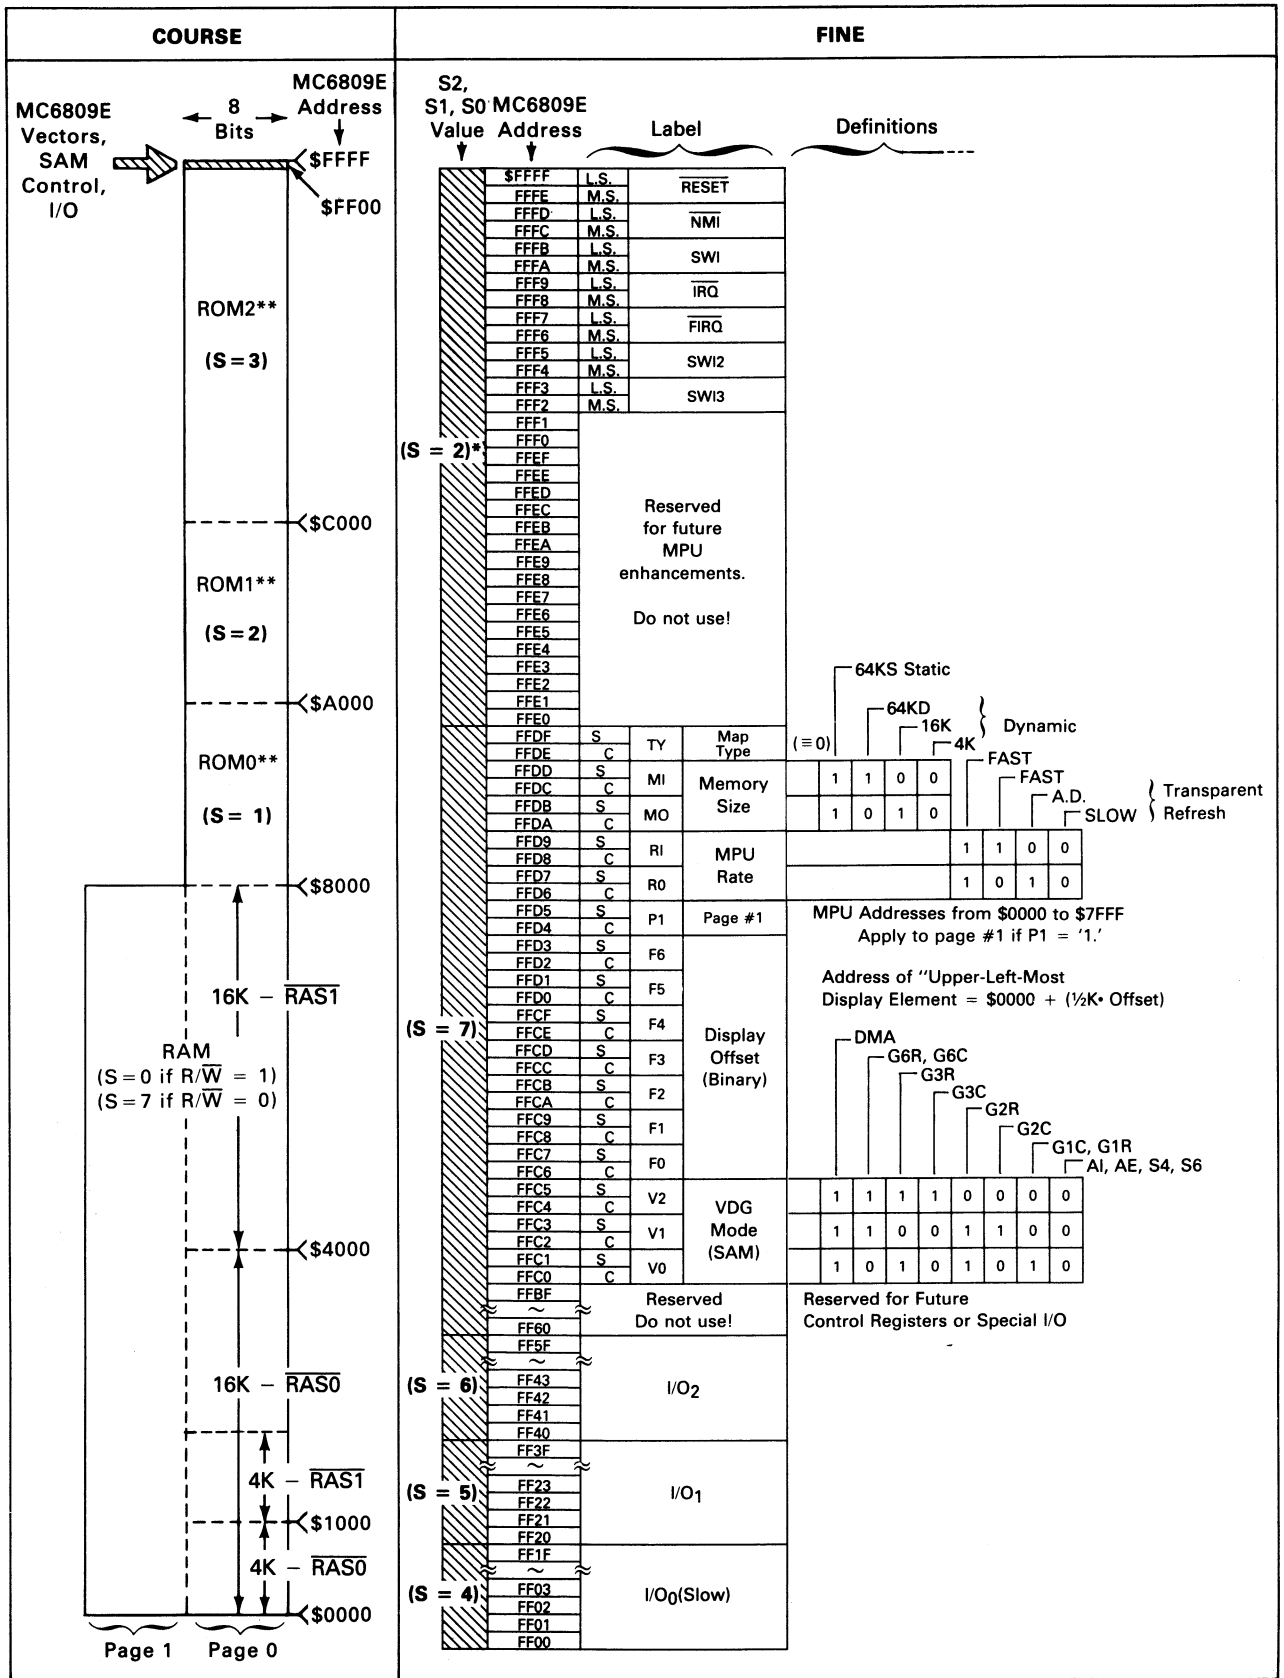 COURSE
FINE
MC6809E
Vectors,
SAM
Control,
I/O
8
Bits
MC6809E
Address
$FFFF
$FF00
ROM2**
(S = 3)
$C000
ROM1**
(S = 2)
$A000
ROM0**
(S = 1)
$8000
16K – RAS1
RAM
(S = 0 if R/W = 1)
(S = 7 if R/W = 0)
$4000
16K – RAS0
4K – RAS1
$1000
4K – RAS0
$0000
Page 1
Page 0
S2,
S1, S0
Value
MC6809E
Address
Label
Definitions
(S = 2)*
(S = 7)
(S = 6)
(S = 5)
(S = 4)
$FFFF L.S.
RESET
FFFE M.S.
FFFD L.S.
NMI
FFFC M.S.
FFFB L.S.
SWI
FFFA M.S.
FFF9 L.S.
IRQ
FFF8 M.S.
FFF7 L.S.
FIRQ
FFF6 M.S.
FFF5 L.S.
SWI2
FFF4 M.S.
FFF3 L.S.
SWI3
FFF2 M.S.
FFF1
FFF0
FFEF
FFEE
FFED
FFEC
FFEB
FFEA
FFE9
FFE8
FFE7
FFE6
FFE5
FFE4
FFE3
FFE2
FFE1
FFE0
Reserved
for future
MPU
enhancements.
Do not use!
FFDF S
TY
Map
Type
FFDE C
FFDD S
MI
FFDC C
Memory
Size
FFDB S
MO
FFDA C
FFD9 S
RI
FFD8 C
MPU
Rate
FFD7 S
R0
FFD6 C
FFD5 S
P1
Page #1
FFD4 C
FFD3 S
F6
FFD2 C
FFD1 S
F5
FFD0 C
FFCF S
F4
FFCE C
FFCD S
F3
FFCC C
FFCB S
F2
FFCA C
FFC9 S
F1
FFC8 C
FFC7 S
F0
FFC6 C
Display
Offset
(Binary)
FFC5 S
V2
FFC4 C
FFC3 S
V1
FFC2 C
FFC1 S
V0
FFC0 C
VDG
Mode
(SAM)
FFBF
~
FF60
Reserved
Do not use!
FF5F
~
FF43
FF42
FF41
FF40
I/O2
FF3F
~
FF23
FF22
FF21
FF20
I/O1
FF1F
~
FF03
FF02
FF01
FF00
I/O0(Slow)
64KS Static
64KD
16K
4K
Dynamic
(≡0)
1 1 0 0
1 0 1 0
FAST
FAST
A.D.
SLOW
Transparent
Refresh
1 1 0 0
1 0 1 0
MPU Addresses from $0000 to $7FFF
Apply to page #1 if P1 = '1.'
Address of "Upper-Left-Most
Display Element = $0000 + (½K• Offset)
DMA
G6R, G6C
G3R
G3C
G2R
G2C
G1C, G1R
AI, AE, S4, S6
1 1 1 1 0 0 0 0
1 1 0 0 1 1 0 0
1 0 1 0 1 0 1 0
Reserved for Future
Control Registers or Special I/O